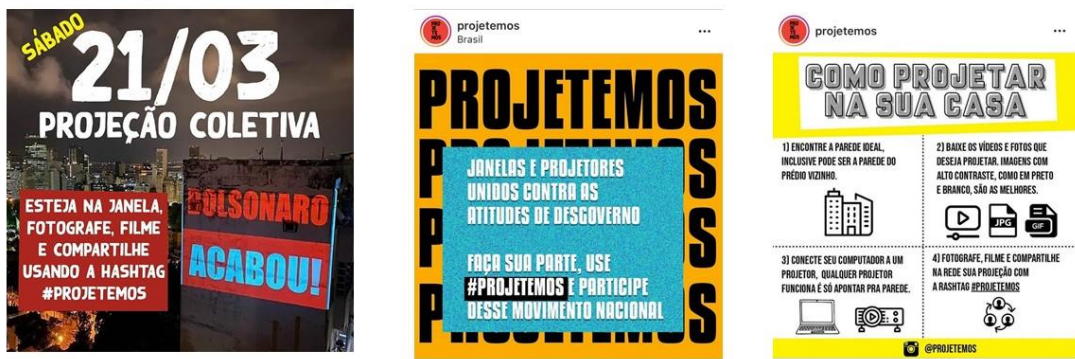 SÁBADO
21/03
PROJEÇÃO COLETIVA
ESTEJA NA JANELA,
FOTOGRAFE, FILME
E COMPARTILHE
USANDO A HASHTAG
#PROJETEMOS
BOLSONARO
ACABOU!
projetemos
Brasil
PROJETEMOS
JANELAS E PROJETORES
UNIDOS CONTRA AS
ATITUDES DE DESGOVERNO
FAÇA SUA PARTE, USE
#PROJETEMOS E PARTICIPE
DESSE MOVIMENTO NACIONAL
projetemos
COMO PROJETAR
NA SUA CASA
1) ENCONTRE A PAREDE IDEAL,
INCLUSIVE PODE SER A PAREDE DO
PRÉDIO VIZINHO.
2) BAIXE OS VÍDEOS E FOTOS QUE
DESEJA PROJETAR. IMAGENS COM
ALTO CONTRASTE, COMO EM PRETO
E BRANCO, SÃO AS MELHORES.
JPG
GIF
3) CONECTE SEU COMPUTADOR A UM
PROJETOR, QUALQUER PROJETOR
FUNCIONA É SÓ APONTAR PRA PAREDE.
4) FOTOGRAFE, FILME E COMPARTILHE
NA REDE SUA PROJEÇÃO COM
A RASHTAG #PROJETEMOS
@PROJETEMOS